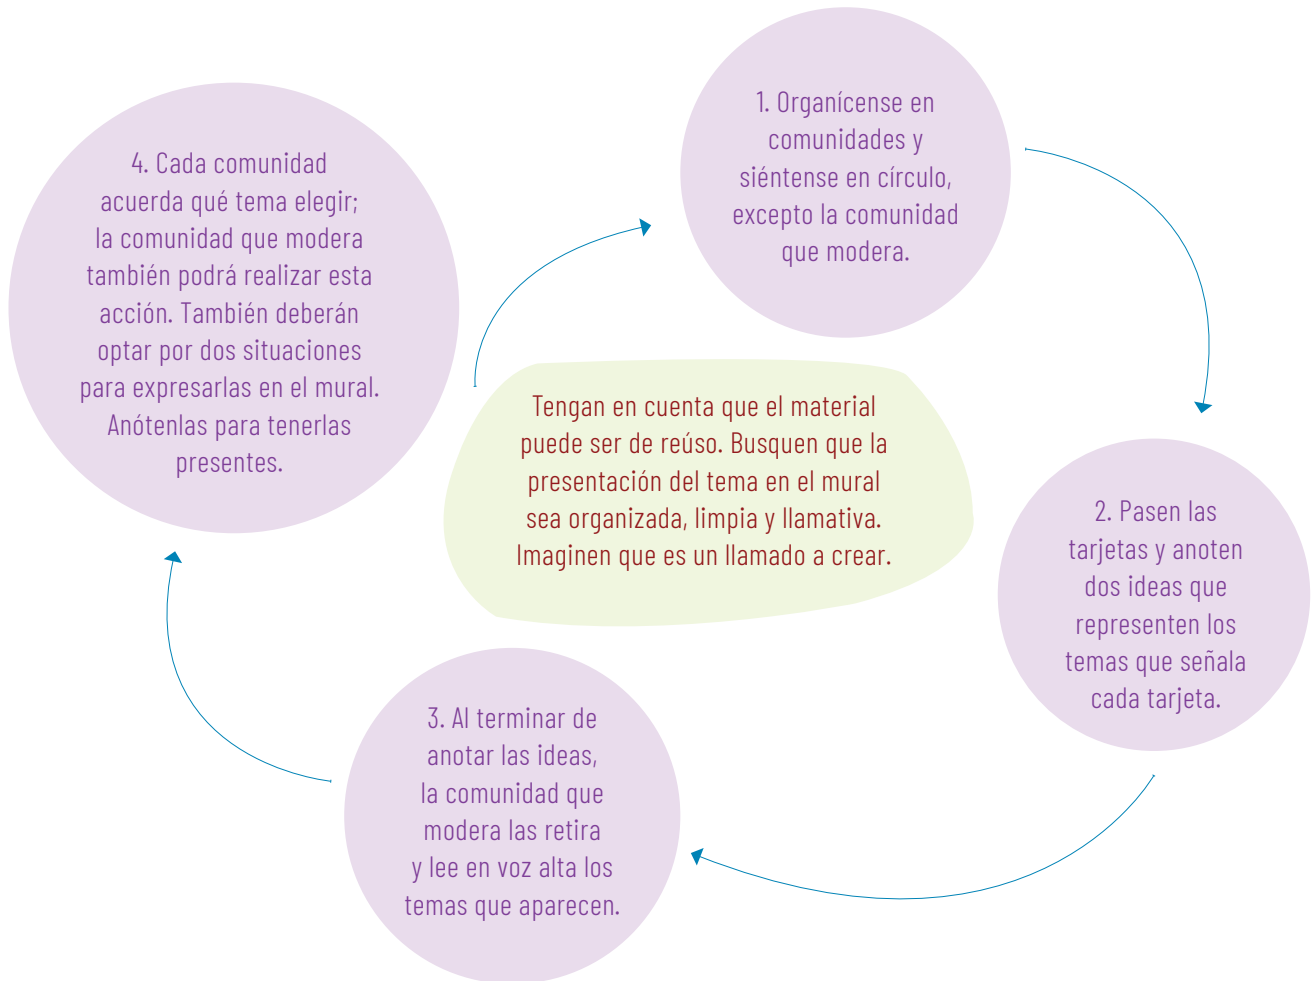 1. Organícense en
comunidades y
siéntense en círculo,
excepto la comunidad
que modera.
2. Pasen las
tarjetas y anoten
dos ideas que
representen los
temas que señala
cada tarjeta.
3. Al terminar de
anotar las ideas,
la comunidad que
modera las retira
y lee en voz alta los
temas que aparecen.
4. Cada comunidad
acuerda qué tema elegir;
la comunidad que modera
también podrá realizar esta
acción. También deberán
optar por dos situaciones
para expresarlas en el mural.
Anótenlas para tenerlas
presentes.
Tengan en cuenta que el material
puede ser de reúso. Busquen que la
presentación del tema en el mural
sea organizada, limpia y llamativa.
Imaginen que es un llamado a crear.